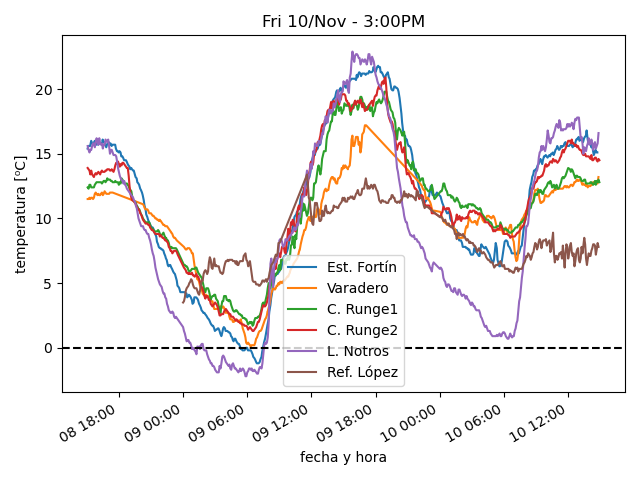 Fri 10/Nov - 3:00PM
temperatura [ºC]
20
15
10
5
0
Est. Fortín
Varadero
C. Runge1
C. Runge2
L. Notros
Ref. López
08 18:00
09 00:00
09 06:00
09 12:00
09 18:00
10 00:00
10 06:00
10 12:00
fecha y hora